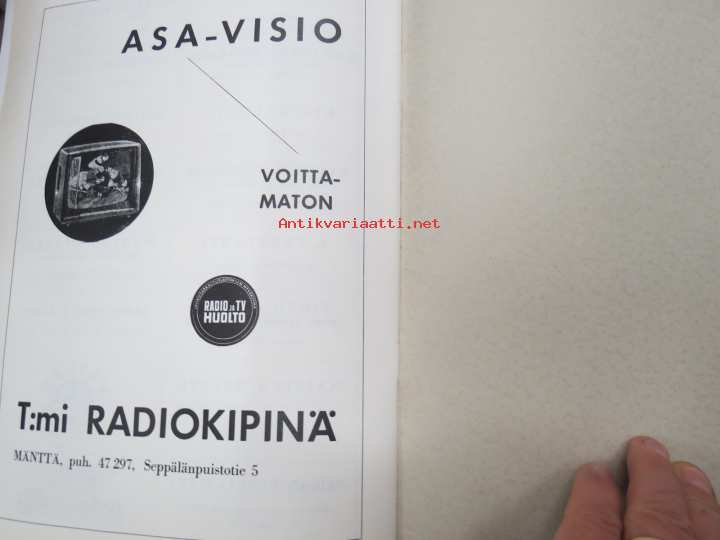 ASA-VISIO
VOITTA-
MATON
Antikvariaatti.net
RADIO JA TV
HUOLTO
T:mi RADIOKIPINÄ
MÄNTTÄ, puh. 47 297, Seppälänpuistotie 5